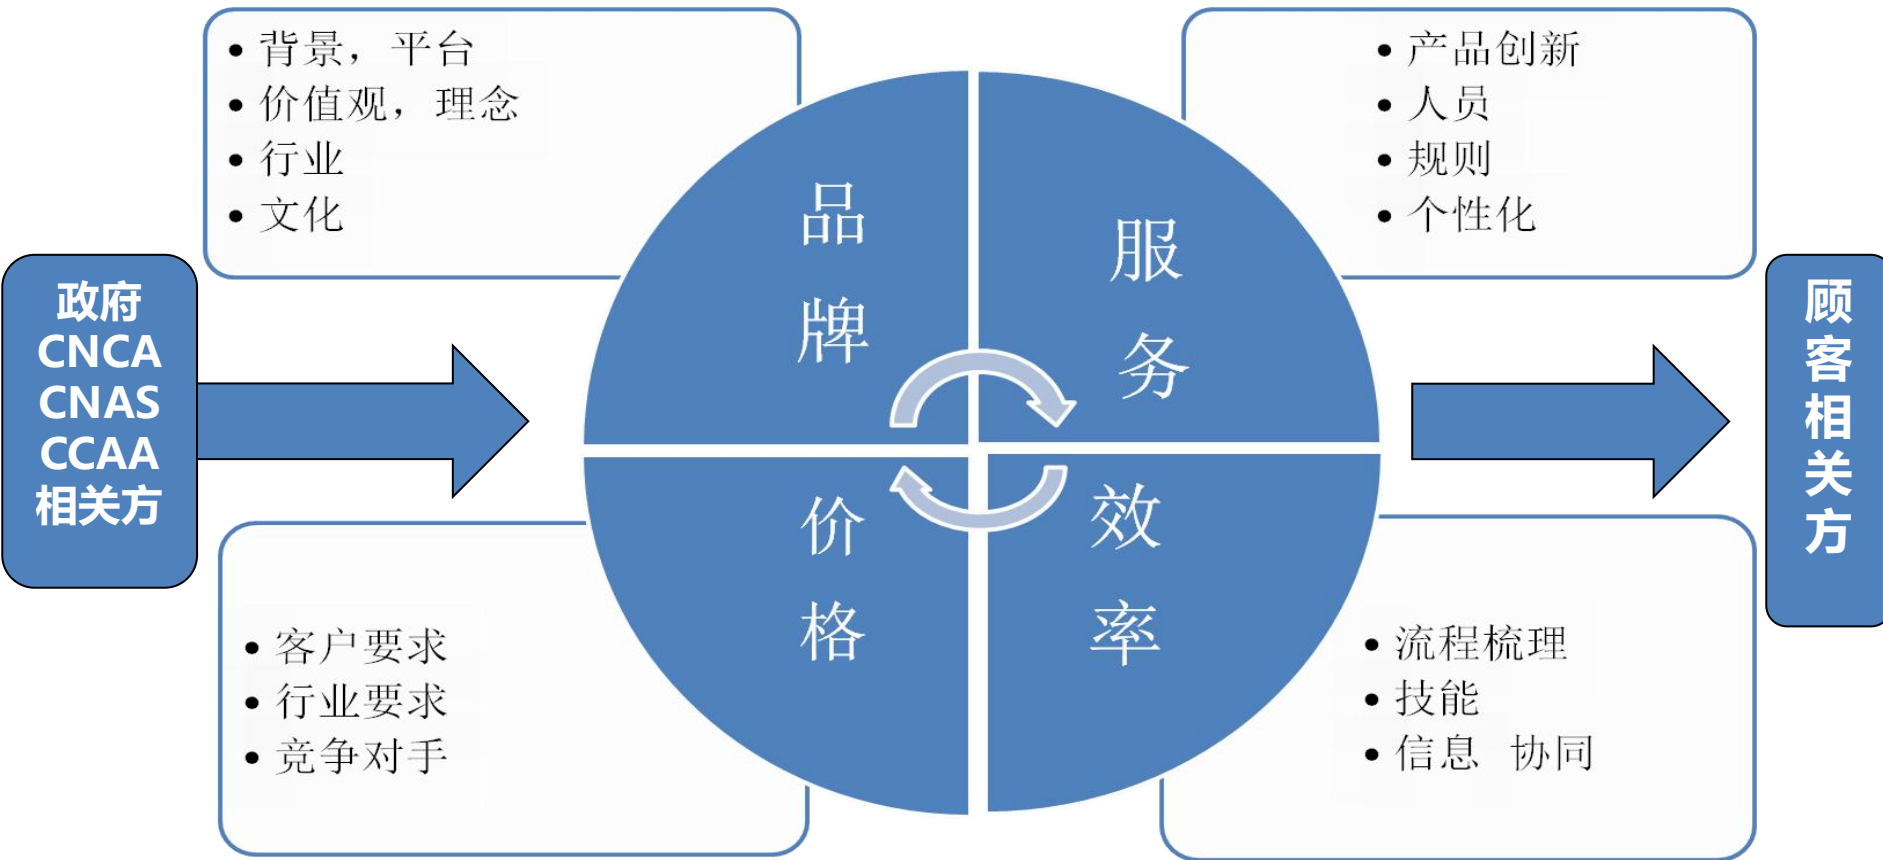 • 背景，平台
• 价值观，理念
• 行业
• 文化
• 产品创新
• 人员
• 规则
• 个性化
政府
CNCA
CNAS
CCAA
相关方
品
牌
服
务
价
格
效
率
顾
客
相
关
方
• 客户要求
• 行业要求
• 竞争对手
• 流程梳理
• 技能
• 信息 协同